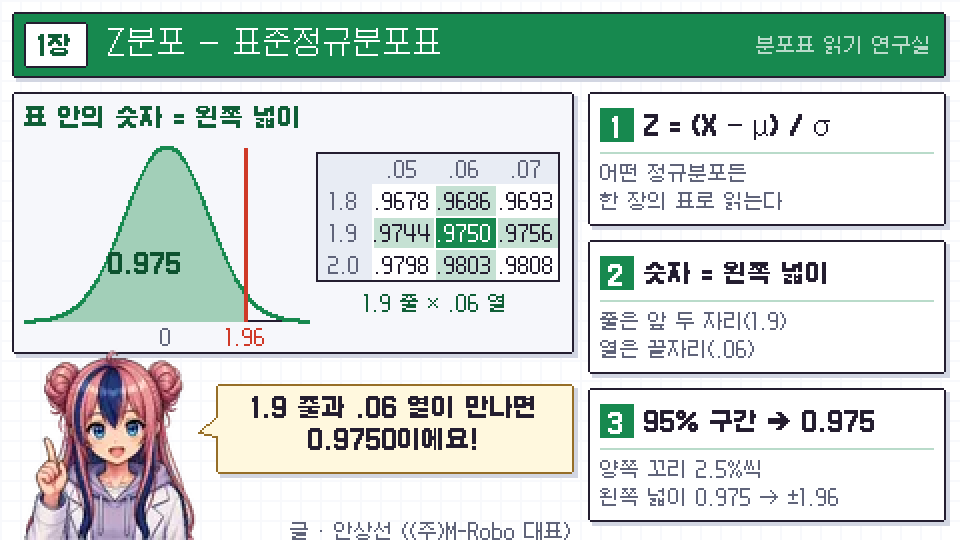 1장 Z분포 – 표준정규분포표
분포표 읽기 연구실
표 안의 숫자 = 왼쪽 넓이
0.975
0
1.96
.05 .06 .07
1.8 .9678 .9686 .9693
1.9 .9744 .9750 .9756
2.0 .9798 .9803 .9808
1.9 줄 × .06 열
1.9 줄과 .06 열이 만나면
0.9750이에요!
글 · 안상선 ((주)M-Robo 대표)
1 Z = (X – μ) / σ
어떤 정규분포든
한 장의 표로 읽는다
2 숫자 = 왼쪽 넓이
줄은 앞 두 자리(1.9)
열은 끝자리(.06)
3 95% 구간 → 0.975
양쪽 꼬리 2.5%씩
왼쪽 넓이 0.975 → ±1.96